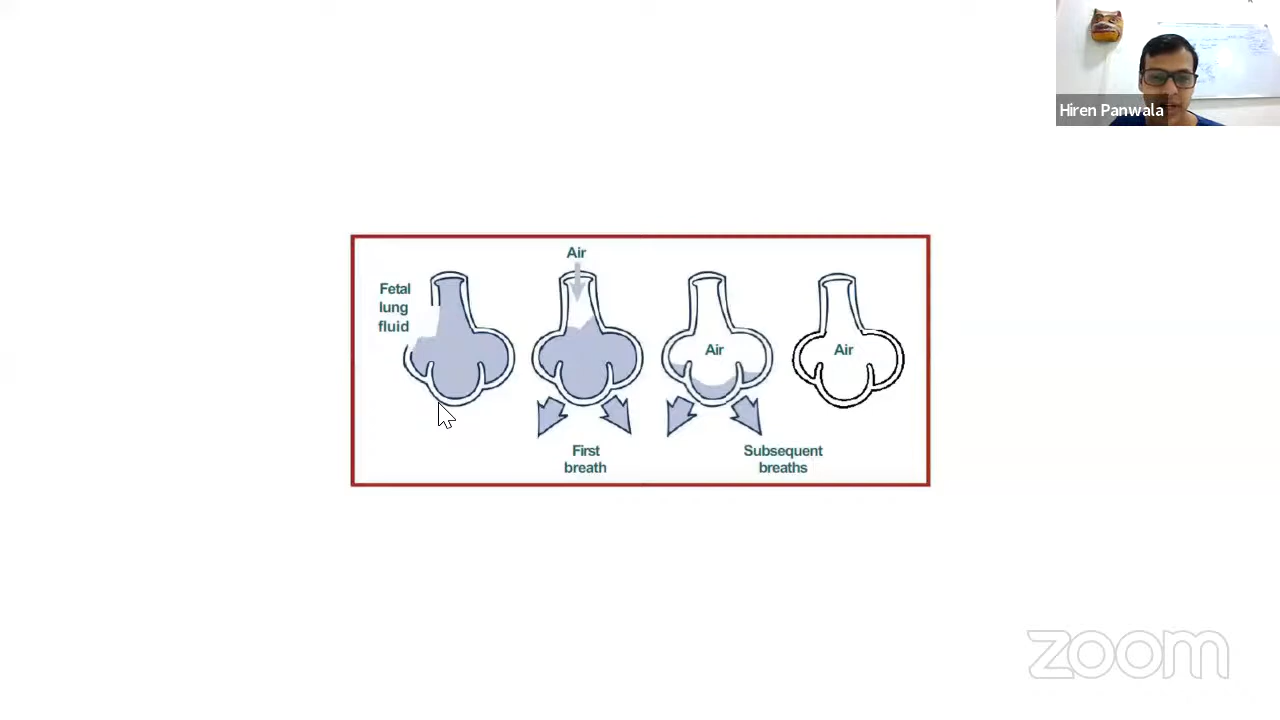 Hiren Panwala
Air
Fetal
lung
fluid
Air
Air
First
breath
Subsequent
breaths
zoom